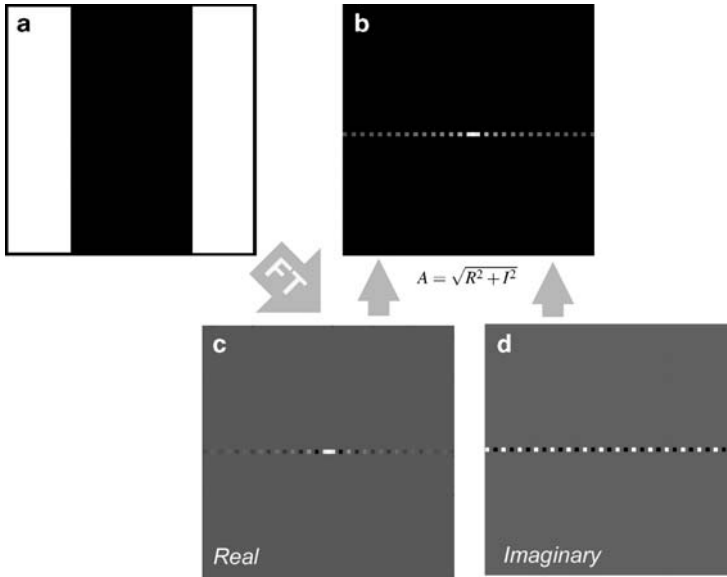 a
b
FT
A = √R² + I²
c
d
Real
Imaginary